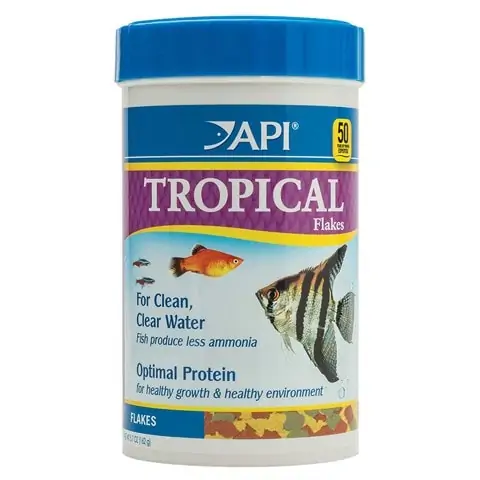 API®
50
TROPICAL
Flakes
For Clean,
Clear Water
Fish produce less ammonia
Optimal Protein
for healthy growth & healthy environment
FLAKES